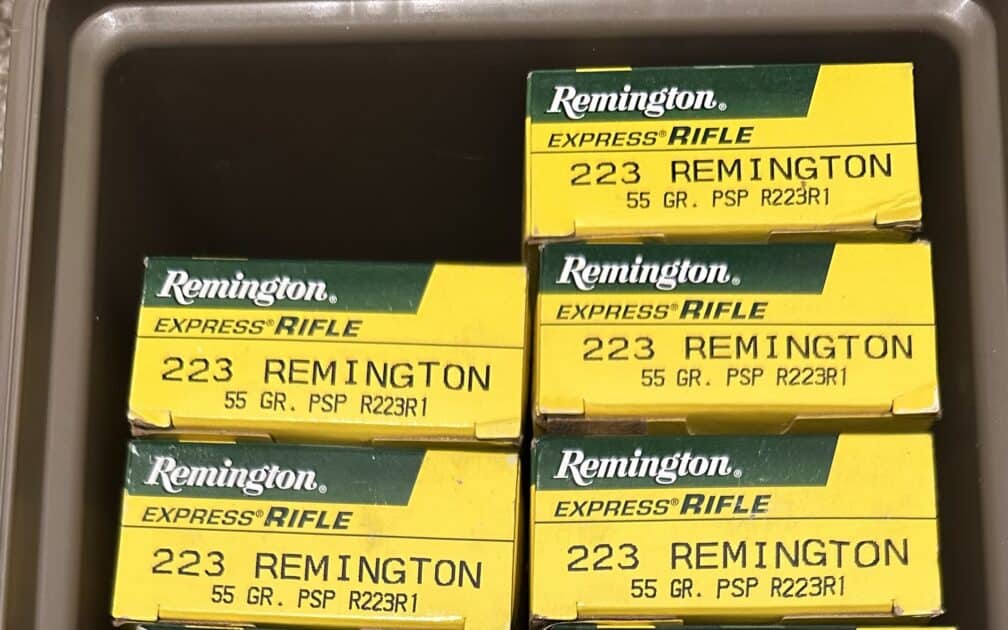 Remington®
EXPRESS® RIFLE
223 REMINGTON
55 GR. PSP R223R1
Remington®
EXPRESS® RIFLE
223 REMINGTON
55 GR. PSP R223R1
Remington®
EXPRESS® RIFLE
223 REMINGTON
55 GR. PSP R223R1
Remington®
EXPRESS® RIFLE
223 REMINGTON
55 GR. PSP R223R1
Remington®
EXPRESS® RIFLE
223 REMINGTON
55 GR. PSP R223R1